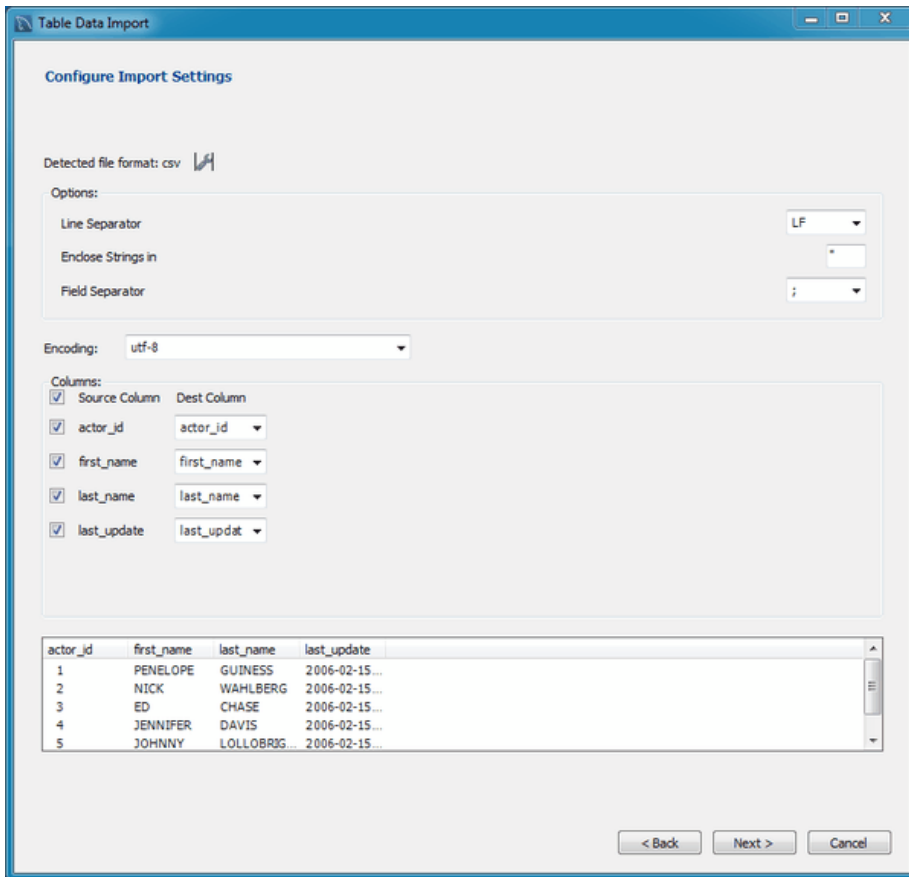 Table Data Import
Configure Import Settings
Detected file format: csv
Options:
Line Separator LF
Enclose Strings in "
Field Separator ;
Encoding: utf-8
Columns:
Source Column Dest Column
actor_id actor_id
first_name first_name
last_name last_name
last_update last_updat
actor_id first_name last_name last_update
1 PENELOPE GUINESS 2006-02-15...
2 NICK WAHLBERG 2006-02-15...
3 ED CHASE 2006-02-15...
4 JENNIFER DAVIS 2006-02-15...
5 JOHNNY LOLLOBRIG... 2006-02-15...
< Back Next > Cancel